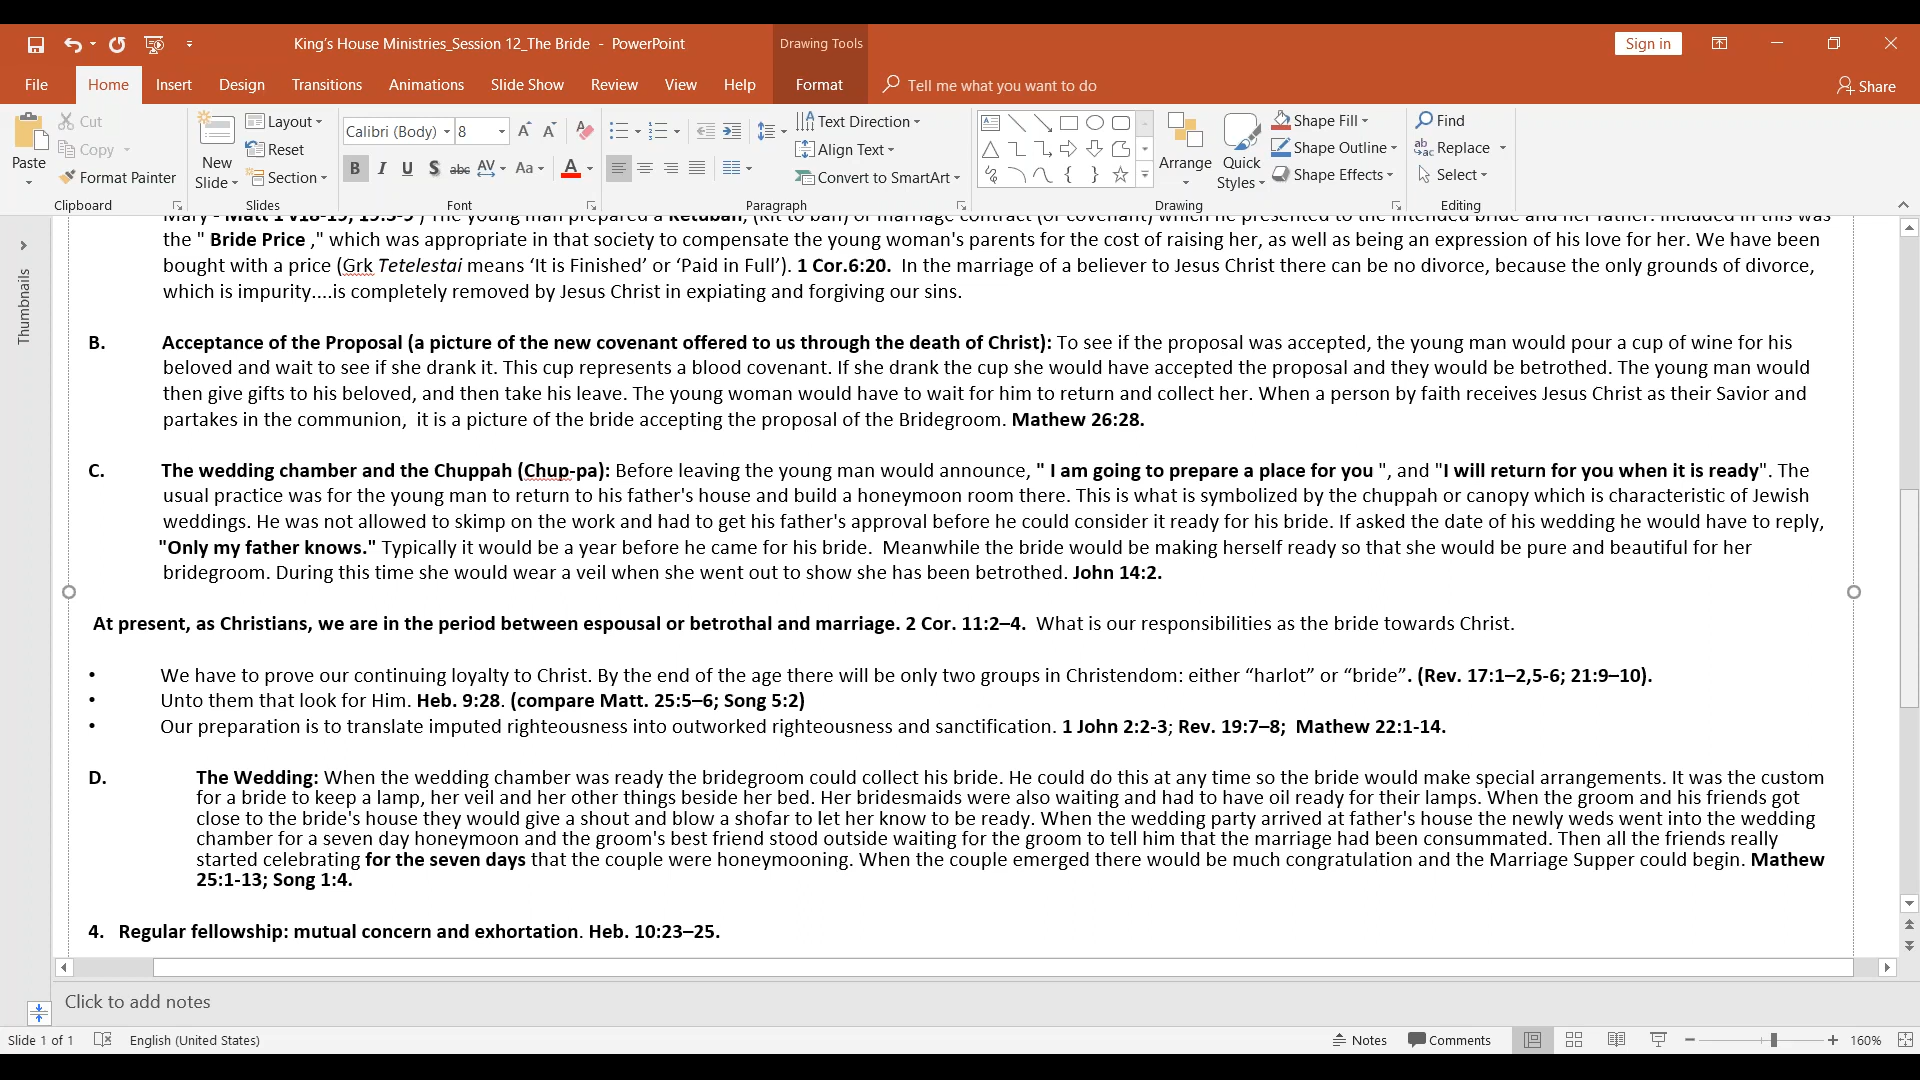 King's House Ministries_Session 12_The Bride - PowerPoint
Drawing Tools
Sign in
File Home Insert Design Transitions Animations Slide Show Review View Help Format Tell me what you want to do Share
Paste
Cut
Copy
Format Painter
Clipboard
New
Slide
Layout
Reset
Section
Slides
Calibri (Body) 8
B I U S abc AV Aa A
Font
Text Direction
Align Text
Convert to SmartArt
Paragraph
Arrange
Quick
Styles
Shape Fill
Shape Outline
Shape Effects
Drawing
Find
Replace
Select
Editing
Thumbnails
Mary - Matt 1 v18-19; 19:3-9 ) The young man prepared a Ketubah, (Kit to bah) or marriage contract (or covenant) which he presented to the intended bride and her father. Included in this was
the " Bride Price ," which was appropriate in that society to compensate the young woman's parents for the cost of raising her, as well as being an expression of his love for her. We have been
bought with a price (Grk Tetelestai means ‘It is Finished’ or ‘Paid in Full’). 1 Cor.6:20. In the marriage of a believer to Jesus Christ there can be no divorce, because the only grounds of divorce,
which is impurity....is completely removed by Jesus Christ in expiating and forgiving our sins.
B. Acceptance of the Proposal (a picture of the new covenant offered to us through the death of Christ): To see if the proposal was accepted, the young man would pour a cup of wine for his
beloved and wait to see if she drank it. This cup represents a blood covenant. If she drank the cup she would have accepted the proposal and they would be betrothed. The young man would
then give gifts to his beloved, and then take his leave. The young woman would have to wait for him to return and collect her. When a person by faith receives Jesus Christ as their Savior and
partakes in the communion, it is a picture of the bride accepting the proposal of the Bridegroom. Mathew 26:28.
C. The wedding chamber and the Chuppah (Chup-pa): Before leaving the young man would announce, " I am going to prepare a place for you ", and "I will return for you when it is ready". The
usual practice was for the young man to return to his father's house and build a honeymoon room there. This is what is symbolized by the chuppah or canopy which is characteristic of Jewish
weddings. He was not allowed to skimp on the work and had to get his father's approval before he could consider it ready for his bride. If asked the date of his wedding he would have to reply,
"Only my father knows." Typically it would be a year before he came for his bride. Meanwhile the bride would be making herself ready so that she would be pure and beautiful for her
bridegroom. During this time she would wear a veil when she went out to show she has been betrothed. John 14:2.
At present, as Christians, we are in the period between espousal or betrothal and marriage. 2 Cor. 11:2–4. What is our responsibilities as the bride towards Christ.
• We have to prove our continuing loyalty to Christ. By the end of the age there will be only two groups in Christendom: either “harlot” or “bride”. (Rev. 17:1–2,5-6; 21:9–10).
• Unto them that look for Him. Heb. 9:28. (compare Matt. 25:5–6; Song 5:2)
• Our preparation is to translate imputed righteousness into outworked righteousness and sanctification. 1 John 2:2-3; Rev. 19:7–8; Mathew 22:1-14.
D. The Wedding: When the wedding chamber was ready the bridegroom could collect his bride. He could do this at any time so the bride would make special arrangements. It was the custom
for a bride to keep a lamp, her veil and her other things beside her bed. Her bridesmaids were also waiting and had to have oil ready for their lamps. When the groom and his friends got
close to the bride's house they would give a shout and blow a shofar to let her know to be ready. When the wedding party arrived at father's house the newly weds went into the wedding
chamber for a seven day honeymoon and the groom's best friend stood outside waiting for the groom to tell him that the marriage had been consummated. Then all the friends really
started celebrating for the seven days that the couple were honeymooning. When the couple emerged there would be much congratulation and the Marriage Supper could begin. Mathew
25:1-13; Song 1:4.
4. Regular fellowship: mutual concern and exhortation. Heb. 10:23–25.
Click to add notes
Slide 1 of 1 English (United States) Notes Comments 160%